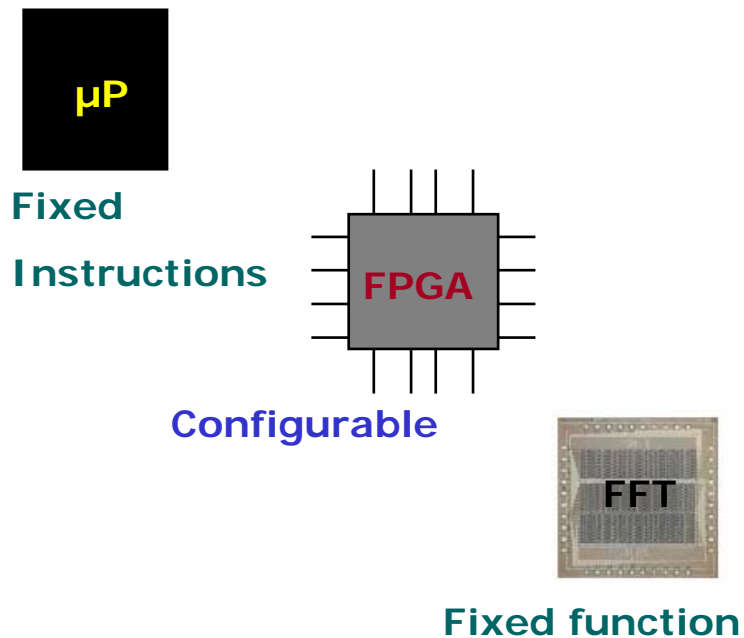 µP
Fixed
Instructions
FPGA
Configurable
FFT
Fixed function